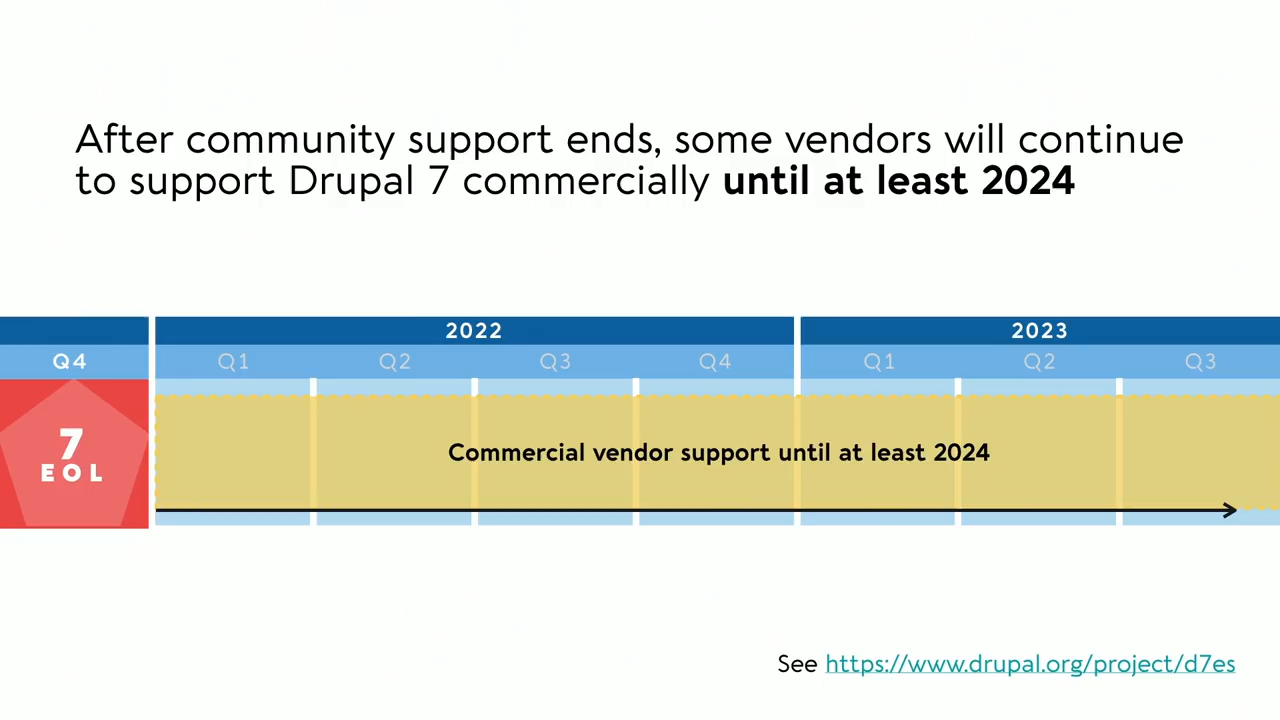 After community support ends, some vendors will continue
to support Drupal 7 commercially until at least 2024
2022
2023
Q4
Q1
Q2
Q3
Q4
Q1
Q2
Q3
7
EOL
Commercial vendor support until at least 2024
See https://www.drupal.org/project/d7es